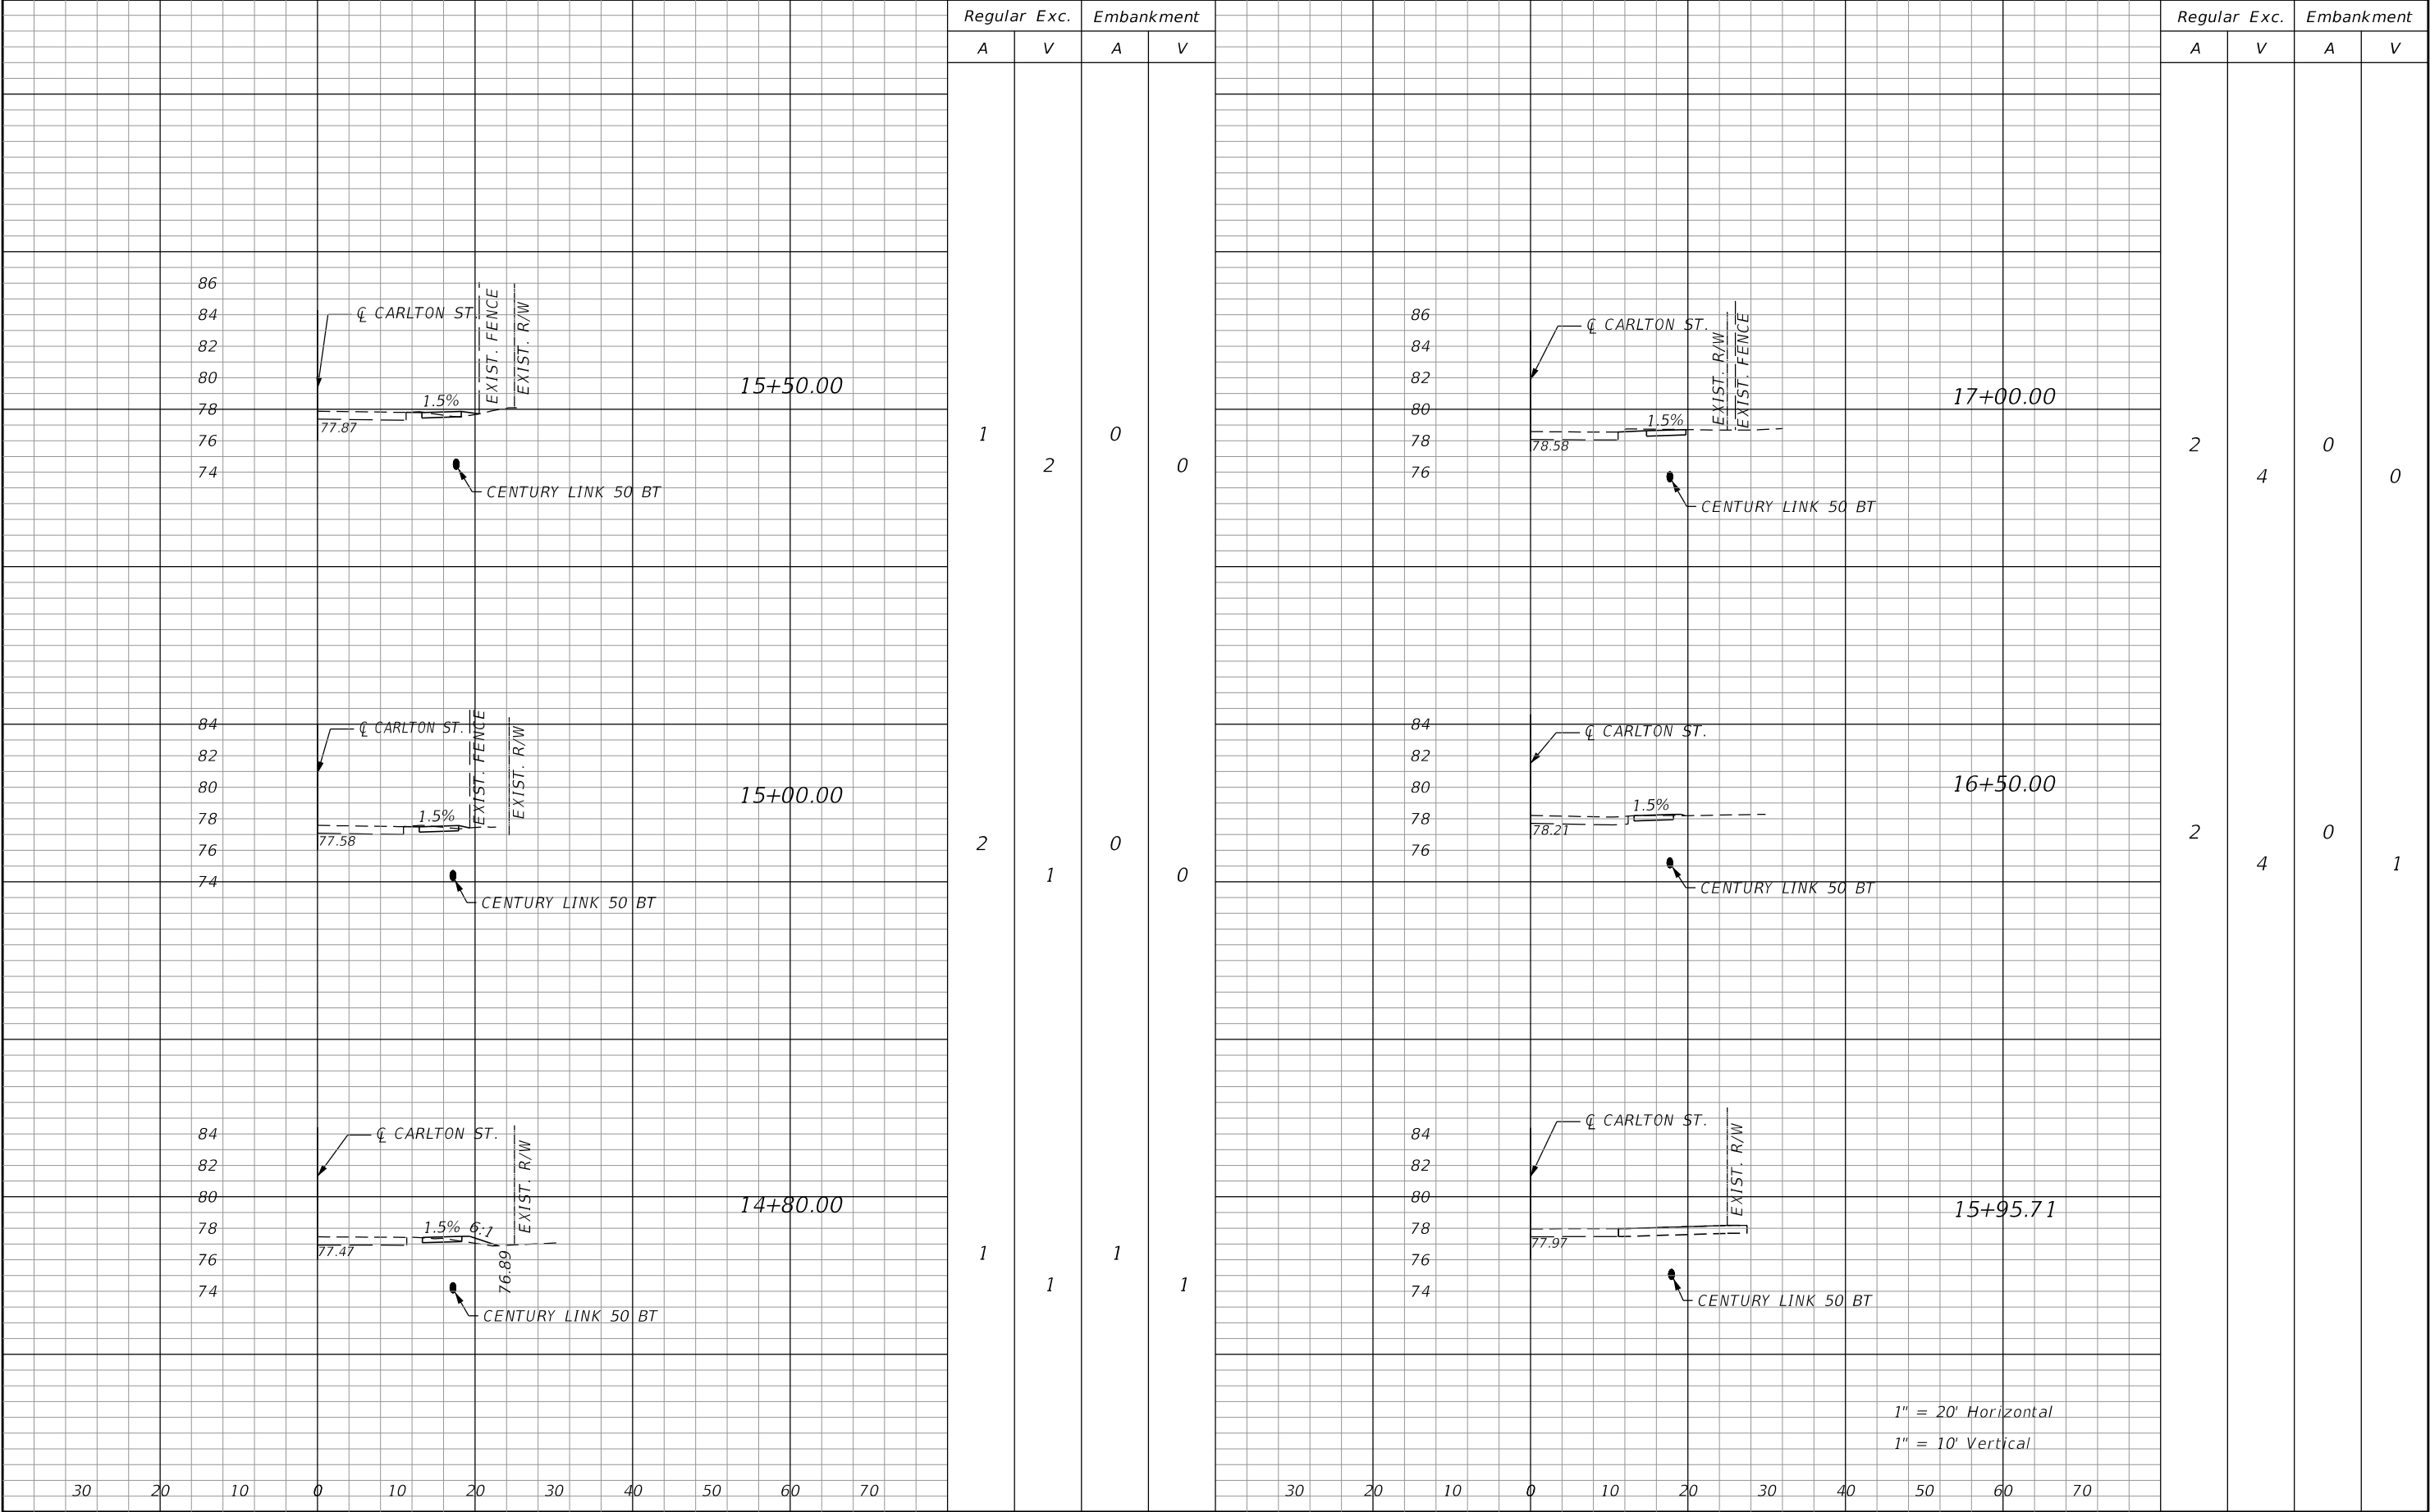 Regular Exc. Embankment
A V A V
86
84
82
80
78
76
74
℄ CARLTON ST.
EXIST. FENCE
EXIST. R/W
1.5%
77.87
15+50.00
CENTURY LINK 50 BT
1 0
2 0
84
82
80
78
76
74
℄ CARLTON ST.
EXIST. FENCE
EXIST. R/W
1.5%
77.58
15+00.00
CENTURY LINK 50 BT
2 0
1 0
84
82
80
78
76
74
℄ CARLTON ST.
EXIST. R/W
1.5% 6:1
77.47
76.89
14+80.00
CENTURY LINK 50 BT
1 1
1 1
30 20 10 0 10 20 30 40 50 60 70
Regular Exc. Embankment
A V A V
86
84
82
80
78
76
℄ CARLTON ST.
EXIST. R/W
EXIST. FENCE
1.5%
78.58
17+00.00
CENTURY LINK 50 BT
2 0
4 0
84
82
80
78
76
℄ CARLTON ST.
1.5%
78.21
16+50.00
CENTURY LINK 50 BT
2 0
4 1
84
82
80
78
76
74
℄ CARLTON ST.
EXIST. R/W
77.97
15+95.71
CENTURY LINK 50 BT
1" = 20' Horizontal
1" = 10' Vertical
30 20 10 0 10 20 30 40 50 60 70